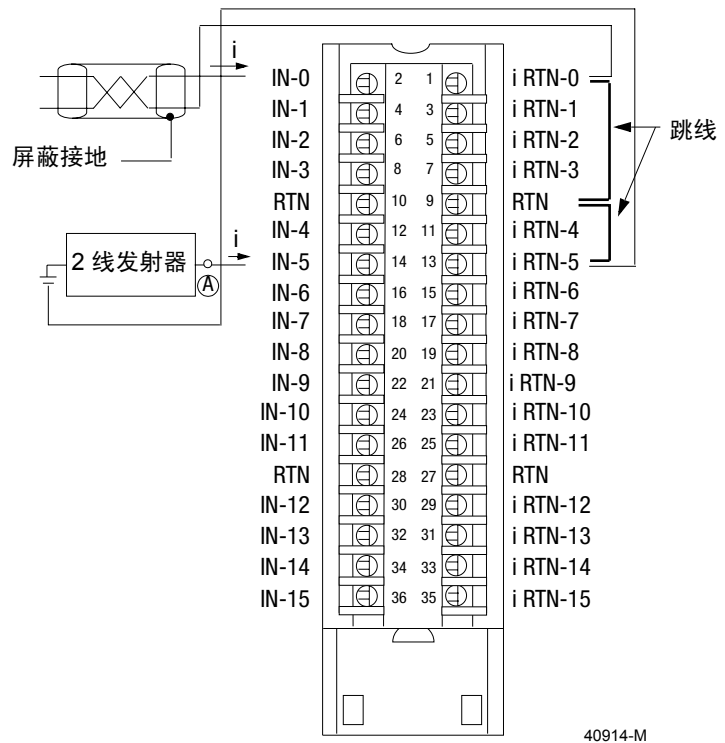 i
IN-0 2 1 i RTN-0
IN-1 4 3 i RTN-1
跳线
IN-2 6 5 i RTN-2
屏蔽接地
IN-3 8 7 i RTN-3
RTN 10 9 RTN
i
IN-4 12 11 i RTN-4
2 线发射器
IN-5 14 13 i RTN-5
A
IN-6 16 15 i RTN-6
IN-7 18 17 i RTN-7
IN-8 20 19 i RTN-8
IN-9 22 21 i RTN-9
IN-10 24 23 i RTN-10
IN-11 26 25 i RTN-11
RTN 28 27 RTN
IN-12 30 29 i RTN-12
IN-13 32 31 i RTN-13
IN-14 34 33 i RTN-14
IN-15 36 35 i RTN-15
40914-M